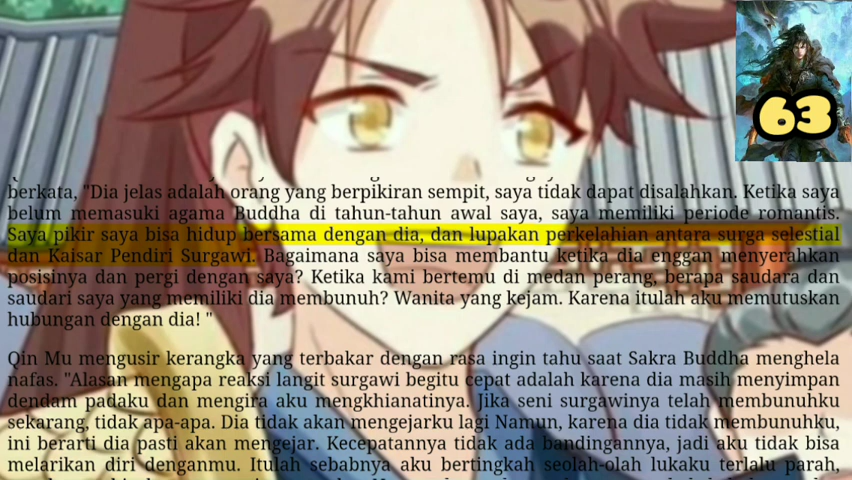 63
berkata, "Dia jelas adalah orang yang berpikiran sempit, saya tidak dapat disalahkan. Ketika saya
belum memasuki agama Buddha di tahun-tahun awal saya, saya memiliki periode romantis.
Saya pikir saya bisa hidup bersama dengan dia, dan lupakan perkelahian antara surga selestial
dan Kaisar Pendiri Surgawi. Bagaimana saya bisa membantu ketika dia enggan menyerahkan
posisinya dan pergi dengan saya? Ketika kami bertemu di medan perang, berapa saudara dan
saudari saya yang memiliki dia membunuh? Wanita yang kejam. Karena itulah aku memutuskan
hubungan dengan dia! "
Qin Mu mengusir kerangka yang terbakar dengan rasa ingin tahu saat Sakra Buddha menghela
nafas. "Alasan mengapa reaksi langit surgawi begitu cepat adalah karena dia masih menyimpan
dendam padaku dan mengira aku mengkhianatinya. Jika seni surgawinya telah membunuhku
sekarang, tidak apa-apa. Dia tidak akan mengejarku lagi Namun, karena dia tidak membunuhku,
ini berarti dia pasti akan mengejar. Kecepatannya tidak ada bandingannya, jadi aku tidak bisa
melarikan diri denganmu. Itulah sebabnya aku bertingkah seolah-olah lukaku terlalu parah,